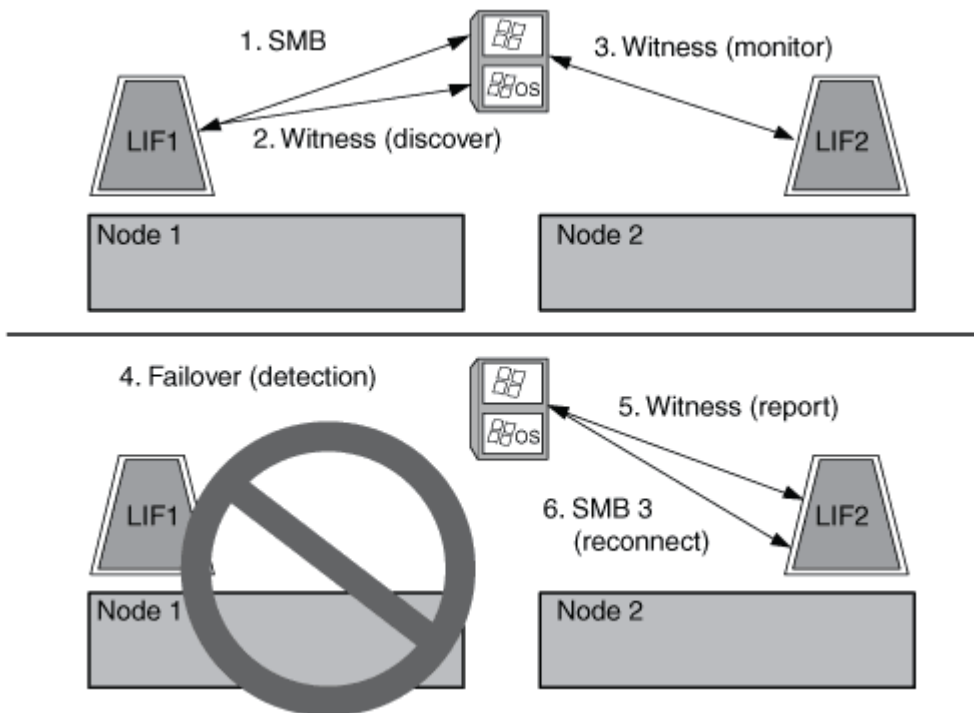 1. SMB
3. Witness (monitor)
OS
LIF1
2. Witness (discover)
LIF2
Node 1
Node 2
4. Failover (detection)
5. Witness (report)
OS
LIF1
6. SMB 3
(reconnect)
LIF2
Node 1
Node 2